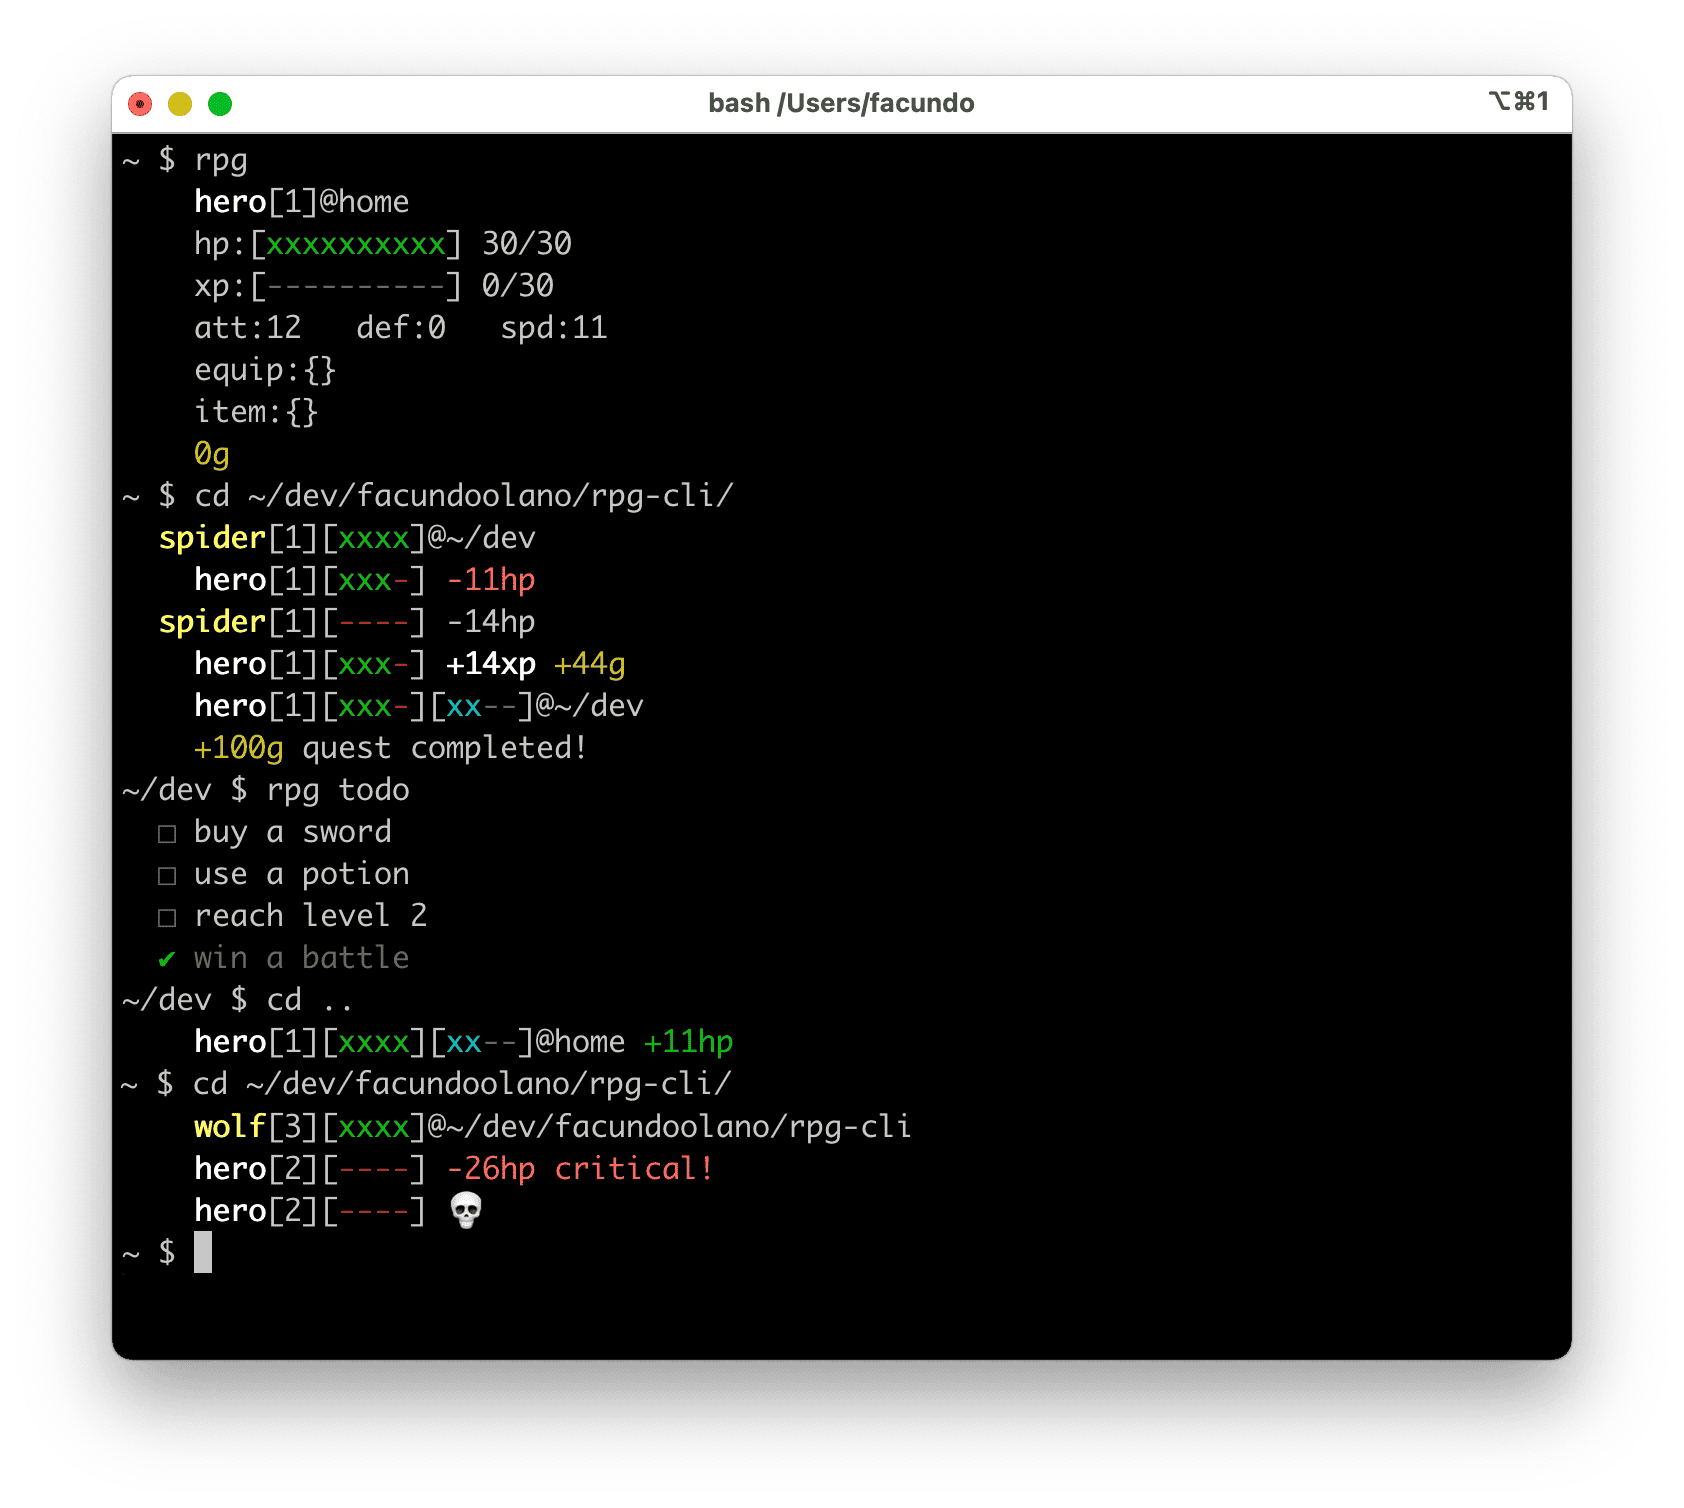 bash /Users/facundo ⌥⌘1
~ $ rpg
hero[1]@home
hp:[xxxxxxxxxx] 30/30
xp:[----------] 0/30
att:12   def:0   spd:11
equip:{}
item:{}
0g
~ $ cd ~/dev/facundoolano/rpg-cli/
spider[1][xxxx]@~/dev
hero[1][xxx-] -11hp
spider[1][----] -14hp
hero[1][xxx-] +14xp +44g
hero[1][xxx-][xx--]@~/dev
+100g quest completed!
~/dev $ rpg todo
□ buy a sword
□ use a potion
□ reach level 2
✔ win a battle
~/dev $ cd ..
hero[1][xxxx][xx--]@home +11hp
~ $ cd ~/dev/facundoolano/rpg-cli/
wolf[3][xxxx]@~/dev/facundoolano/rpg-cli
hero[2][----] -26hp critical!
hero[2][----] 💀
~ $